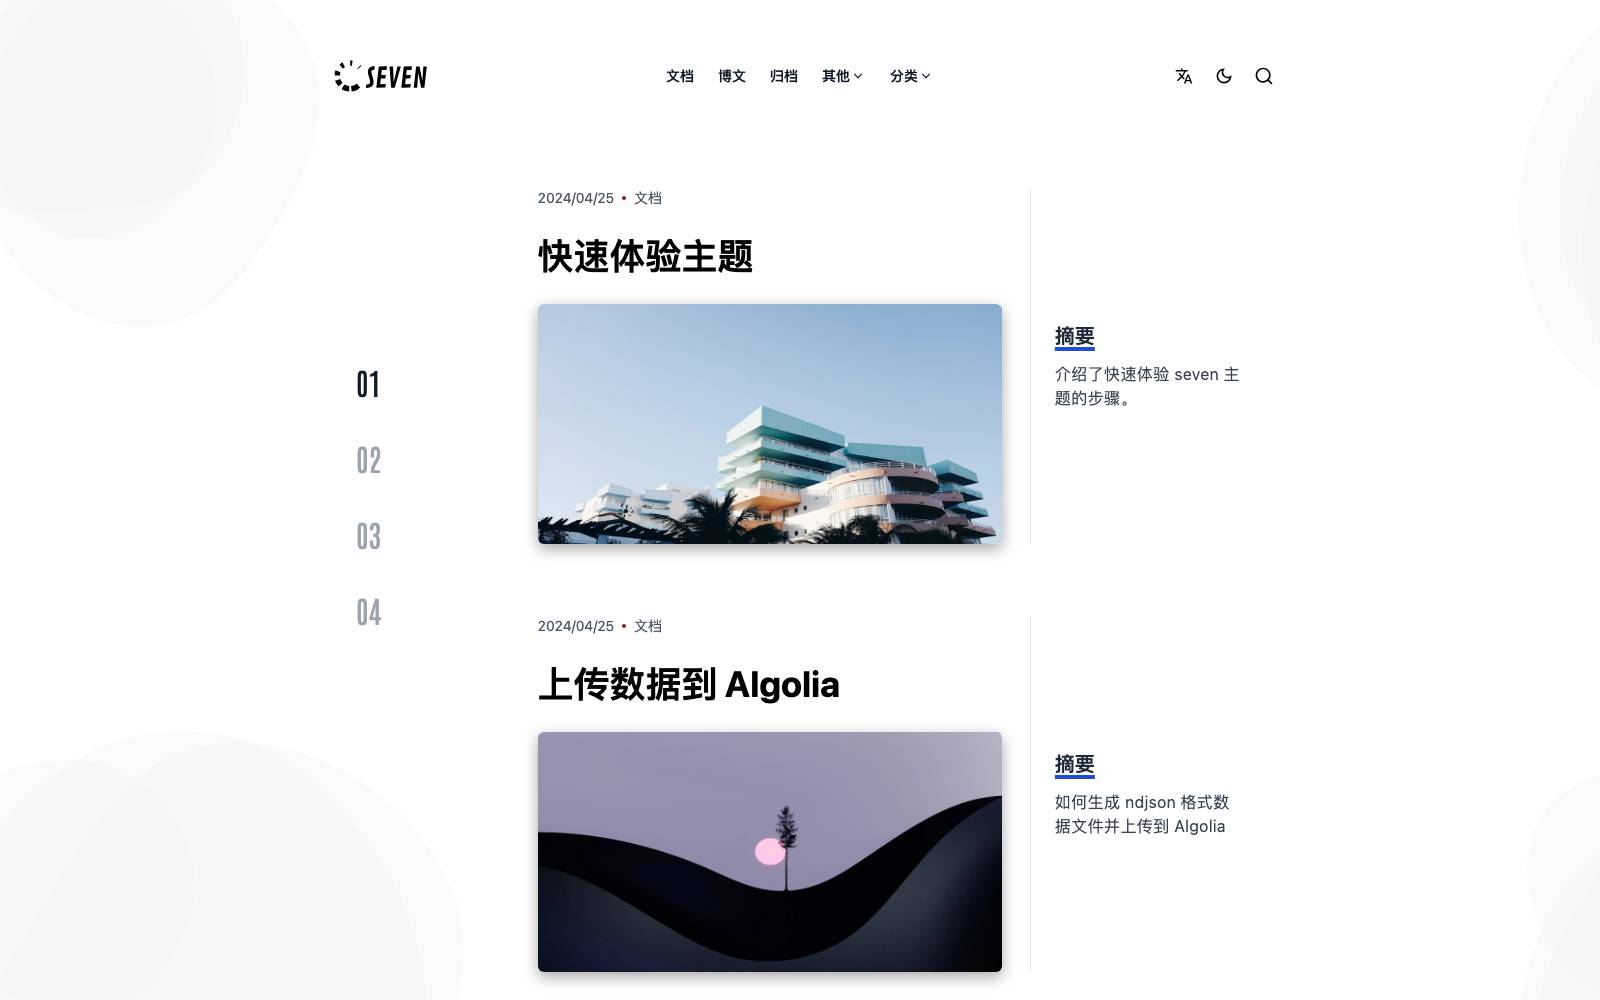 SEVEN
文档
博文
归档
其他
分类
01
02
03
04
2024/04/25 • 文档
快速体验主题
摘要
介绍了快速体验 seven 主
题的步骤。
2024/04/25 • 文档
上传数据到 Algolia
摘要
如何生成 ndjson 格式数
据文件并上传到 Algolia